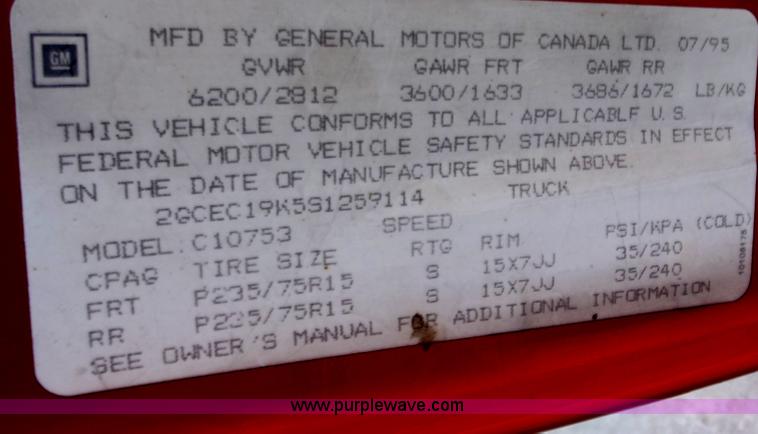 GM
MFD BY GENERAL MOTORS OF CANADA LTD. 07/95
GVWR GAWR FRT GAWR RR
6200/2812 3600/1633 3686/1672 LB/KG
THIS VEHICLE CONFORMS TO ALL APPLICABLE U.S.
FEDERAL MOTOR VEHICLE SAFETY STANDARDS IN EFFECT
ON THE DATE OF MANUFACTURE SHOWN ABOVE.
2GCEC19K5S1259114 TRUCK
MODEL: C10753 SPEED
CPAG TIRE SIZE RTG RIM PSI/KPA (COLD)
FRT P235/75R15 S 15X7JJ 35/240
RR P235/75R15 S 15X7JJ 35/240
SEE OWNER'S MANUAL FOR ADDITIONAL INFORMATION
www.purplewave.com